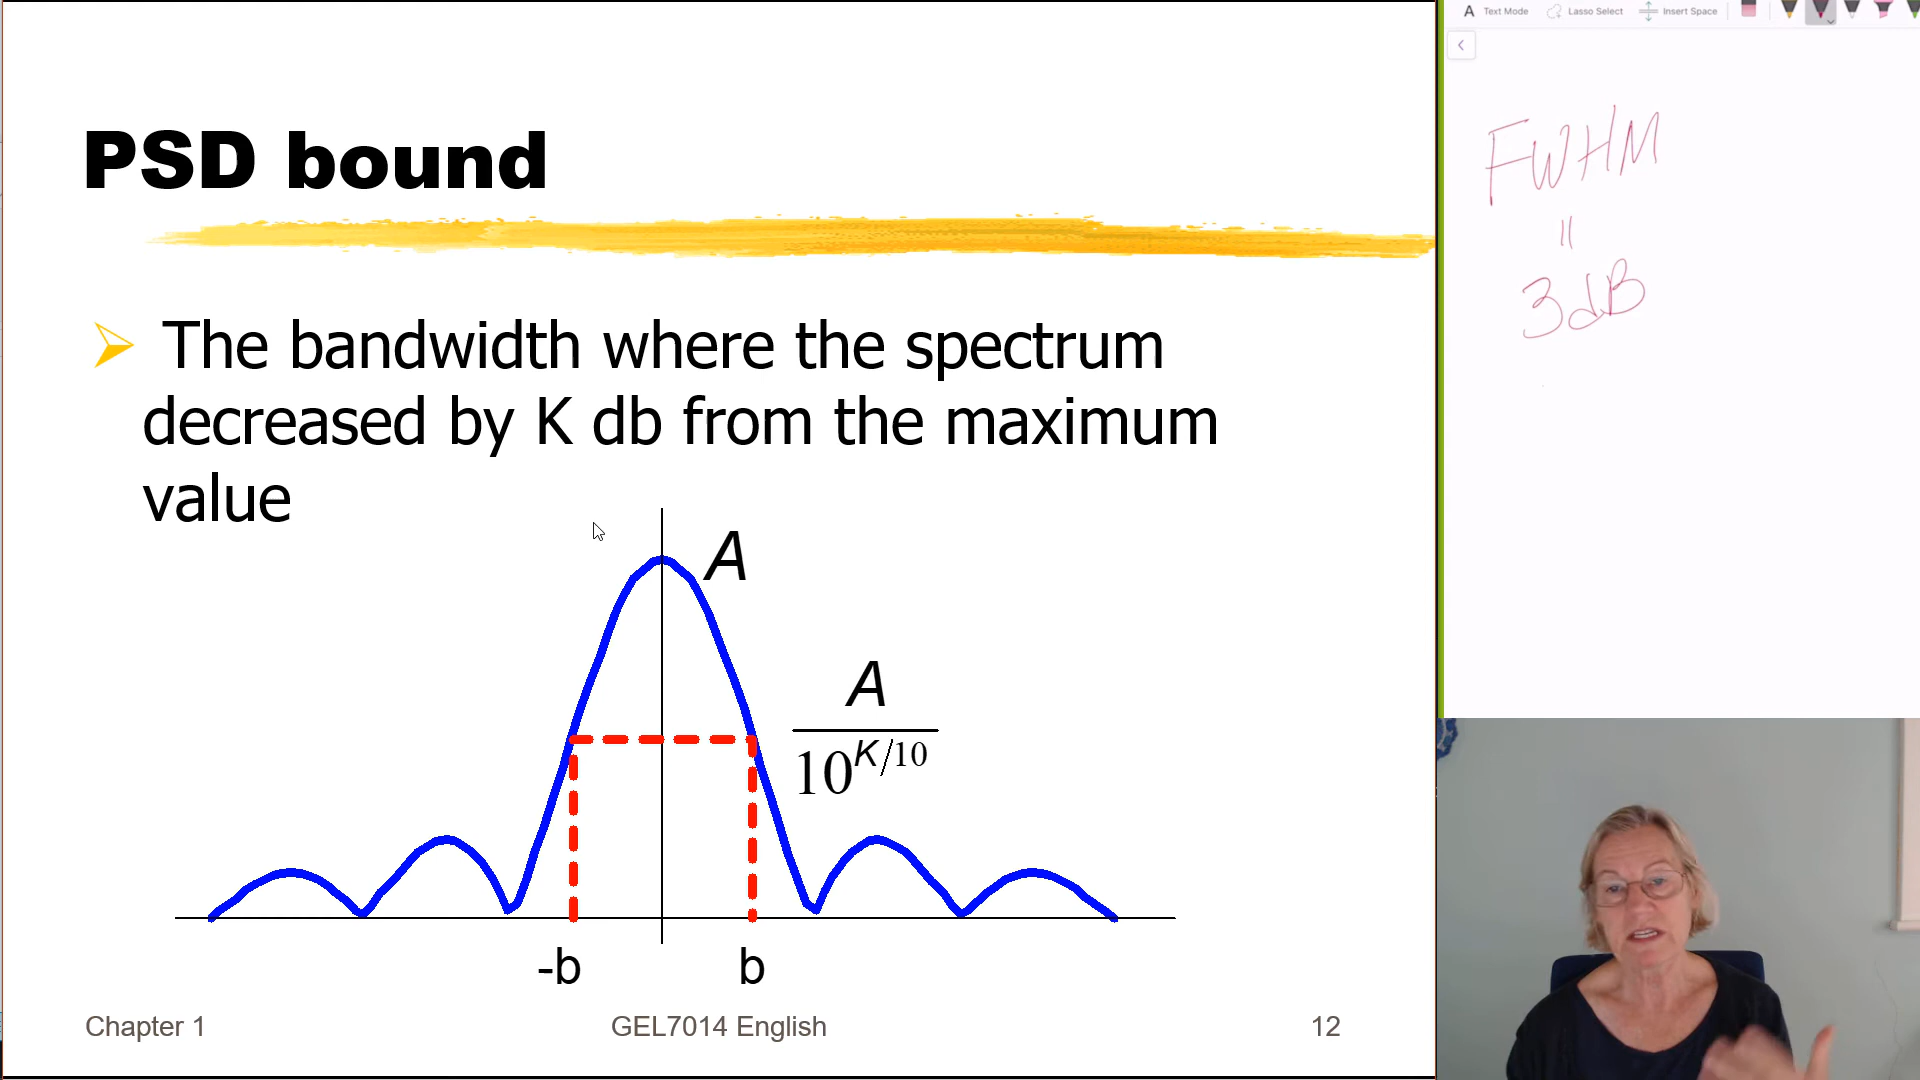 PSD bound
The bandwidth where the spectrum
decreased by K db from the maximum
value
A
A
10^K/10
-b
b
Chapter 1
GEL7014 English
12
A Text Mode
Lasso Select
Insert Space
FWHM
=
3dB